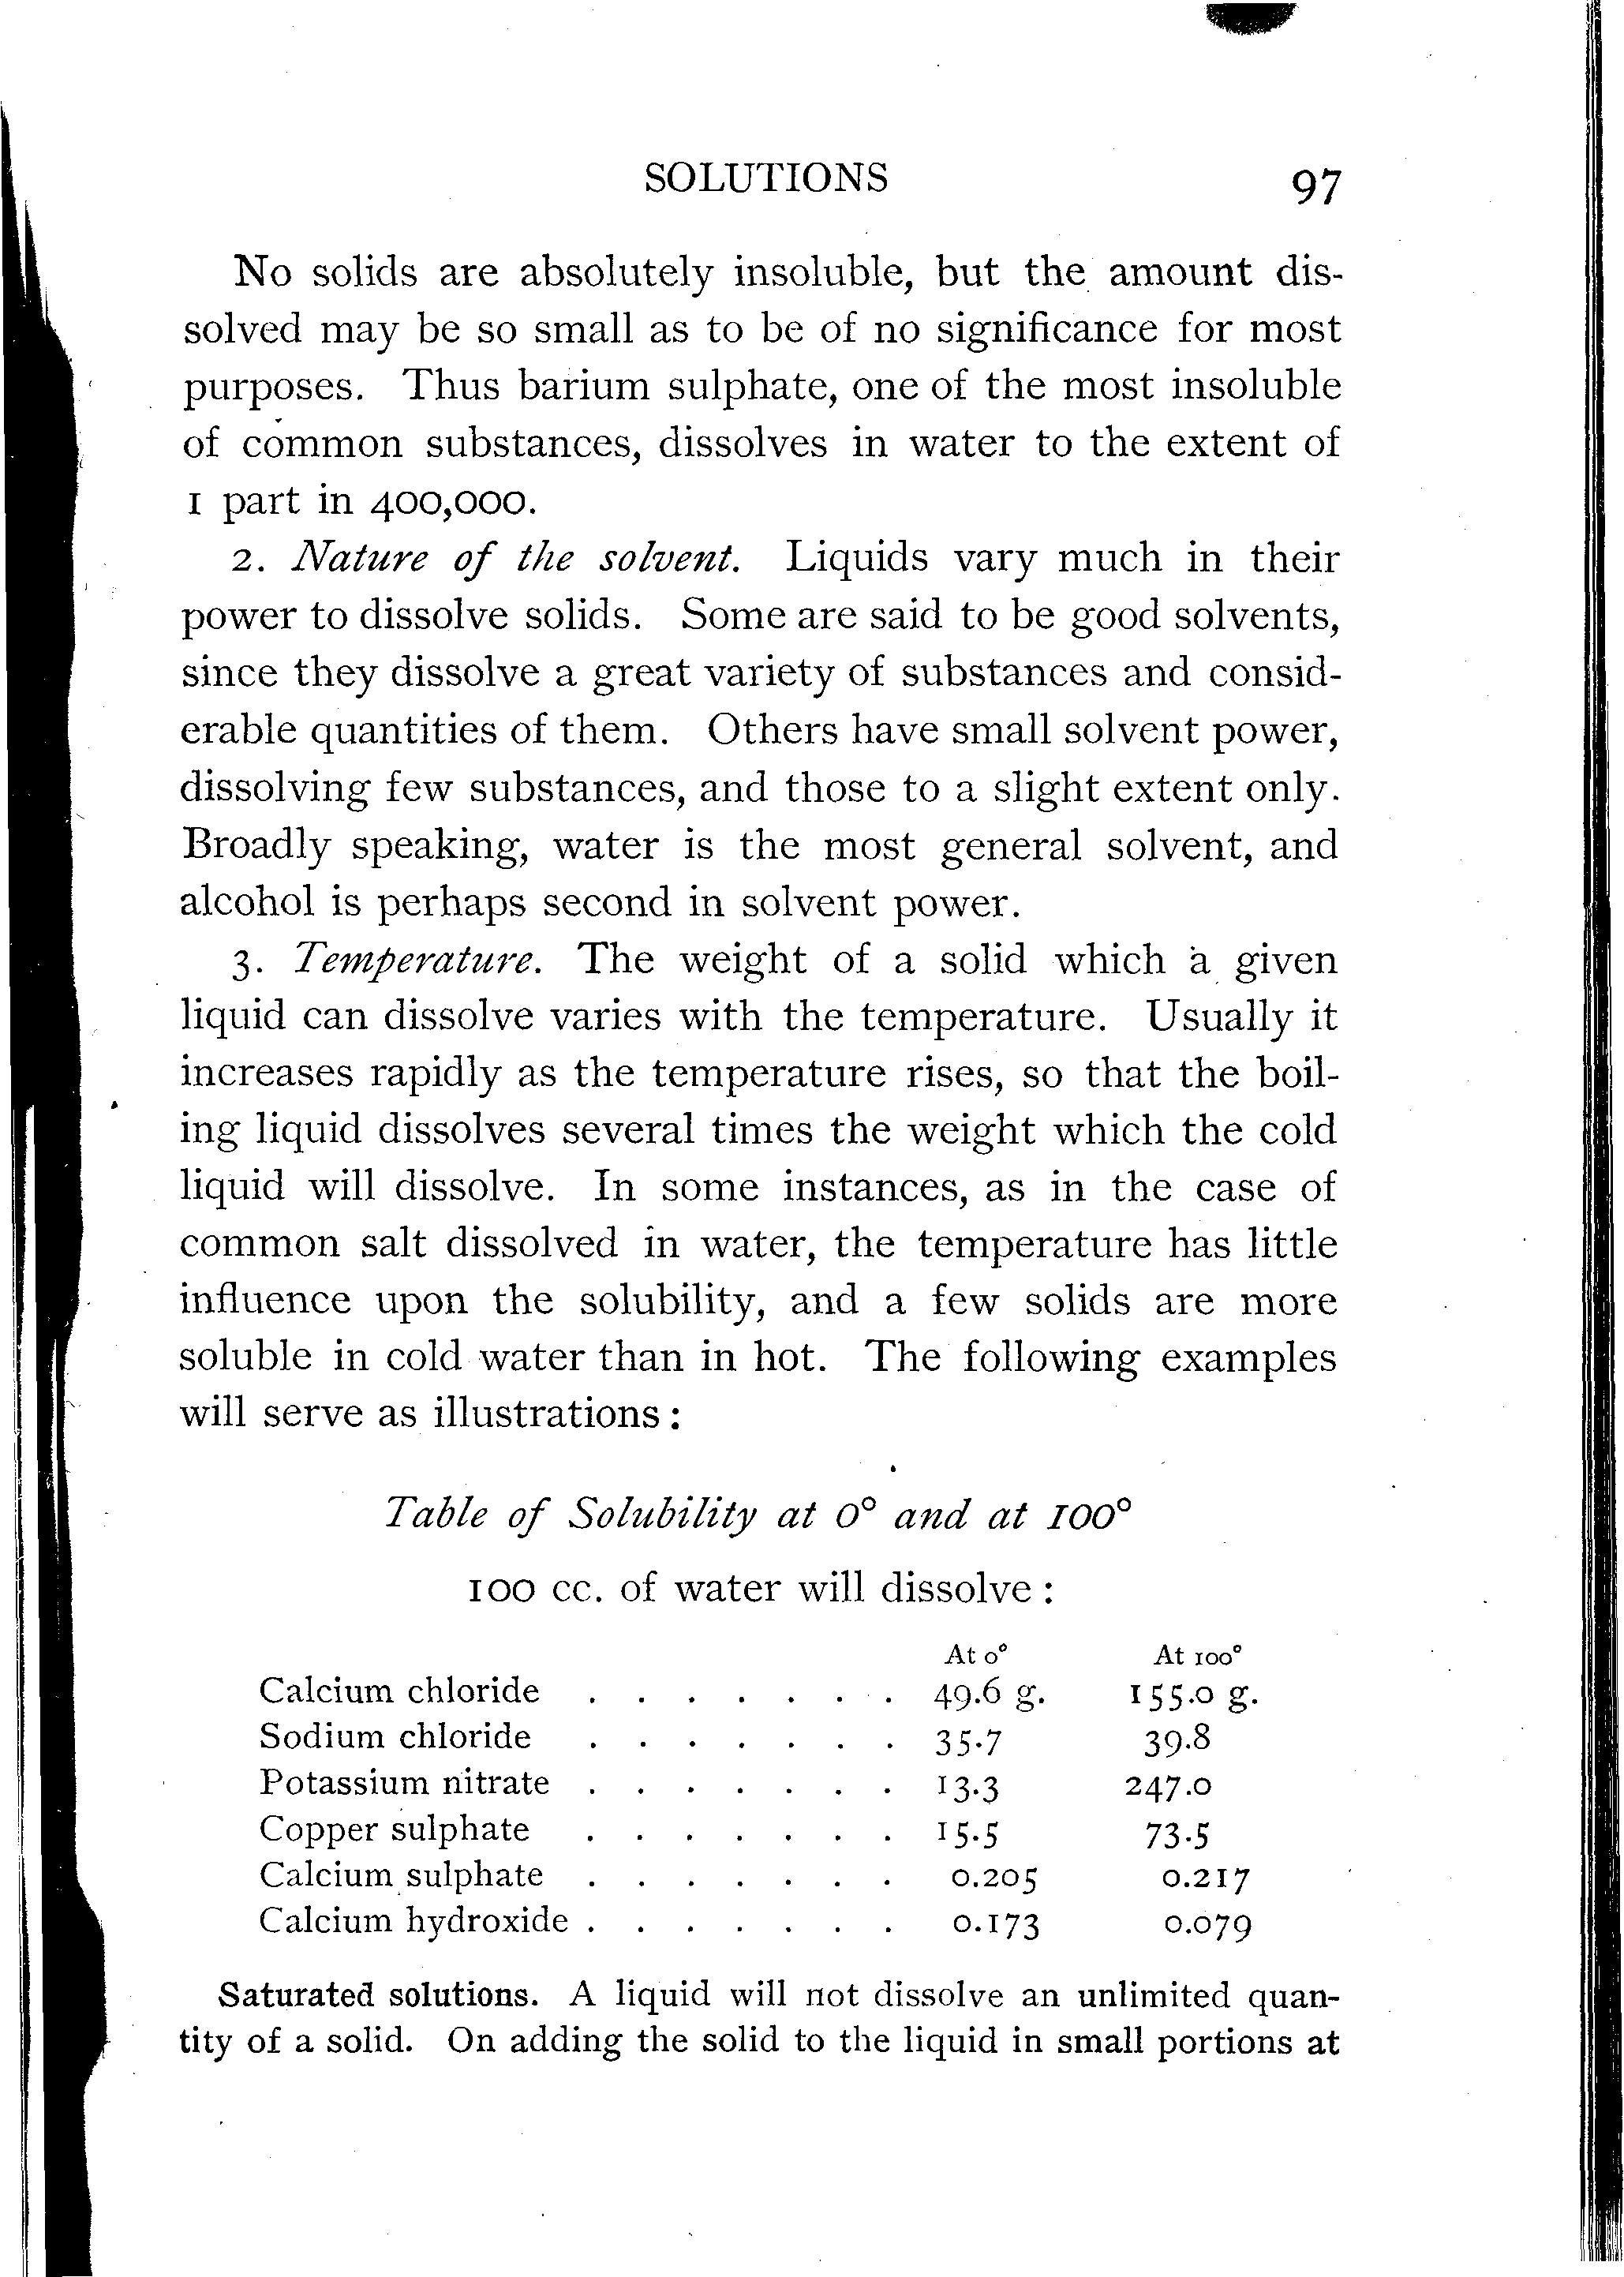 SOLUTIONS 97
No solids are absolutely insoluble, but the amount dis-
solved may be so small as to be of no significance for most
purposes. Thus barium sulphate, one of the most insoluble
of common substances, dissolves in water to the extent of
1 part in 400,000.
2. Nature of the solvent. Liquids vary much in their
power to dissolve solids. Some are said to be good solvents,
since they dissolve a great variety of substances and consid-
erable quantities of them. Others have small solvent power,
dissolving few substances, and those to a slight extent only.
Broadly speaking, water is the most general solvent, and
alcohol is perhaps second in solvent power.
3. Temperature. The weight of a solid which a given
liquid can dissolve varies with the temperature. Usually it
increases rapidly as the temperature rises, so that the boil-
ing liquid dissolves several times the weight which the cold
liquid will dissolve. In some instances, as in the case of
common salt dissolved in water, the temperature has little
influence upon the solubility, and a few solids are more
soluble in cold water than in hot. The following examples
will serve as illustrations:
Table of Solubility at 0° and at 100°
100 cc. of water will dissolve:
At 0° At 100°
Calcium chloride . . . . . . . 49.6 g. 155.0 g.
Sodium chloride . . . . . . . 35.7 39.8
Potassium nitrate . . . . . . . 13.3 247.0
Copper sulphate . . . . . . . 15.5 73.5
Calcium sulphate . . . . . . . 0.205 0.217
Calcium hydroxide . . . . . . . 0.173 0.079
Saturated solutions. A liquid will not dissolve an unlimited quan-
tity of a solid. On adding the solid to the liquid in small portions at